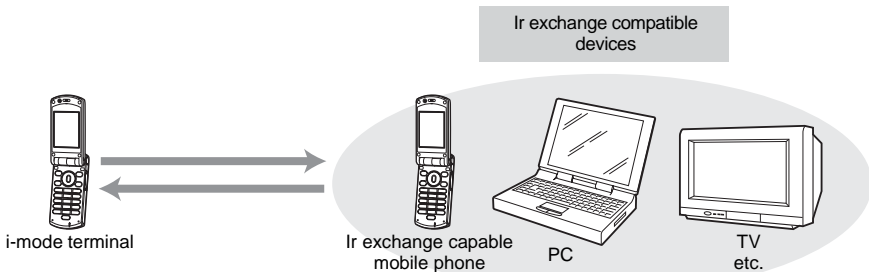 Ir exchange compatible
devices
i-mode terminal
Ir exchange capable
mobile phone
PC
TV
etc.